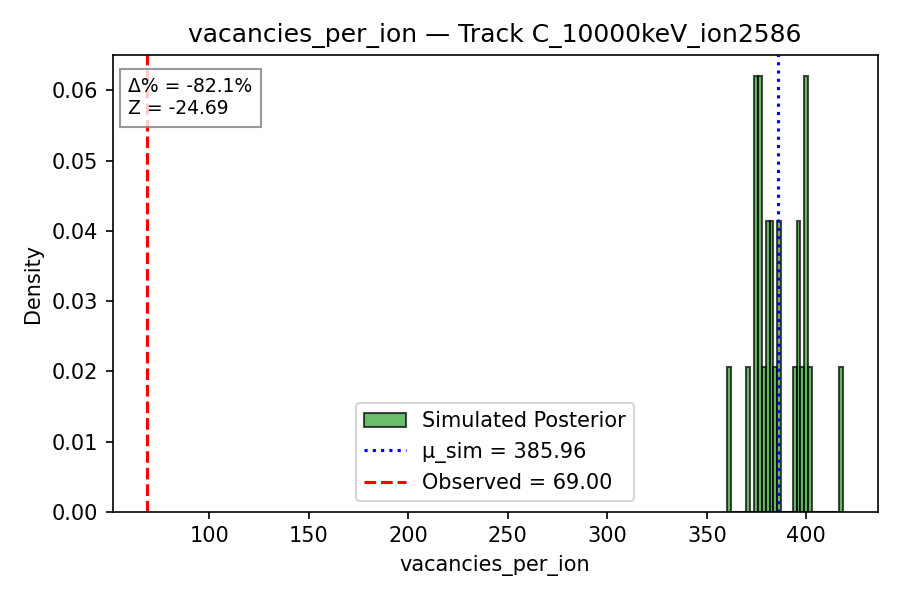 vacancies_per_ion — Track C_10000keV_ion2586
Δ% = -82.1%
Z = -24.69
0.06
0.05
0.04
0.03
0.02
0.01
0.00
Density
Simulated Posterior
μ_sim = 385.96
Observed = 69.00
100 150 200 250 300 350 400
vacancies_per_ion